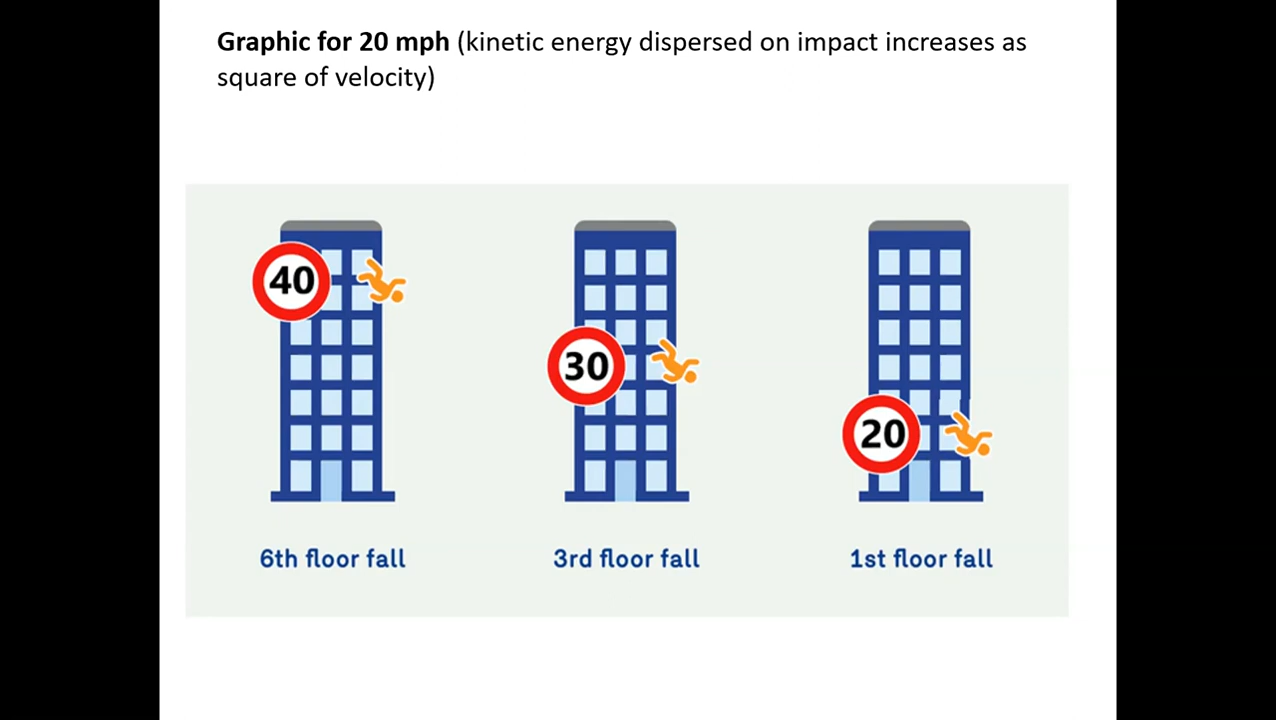 Graphic for 20 mph (kinetic energy dispersed on impact increases as
square of velocity)
40
30
20
6th floor fall
3rd floor fall
1st floor fall